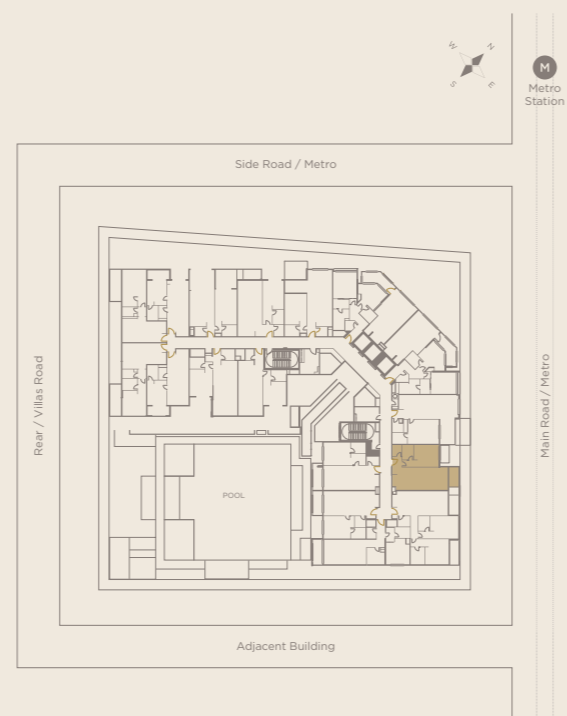 W
N
S
E
M
Metro
Station
Side Road / Metro
Rear / Villas Road
Main Road / Metro
POOL
Adjacent Building